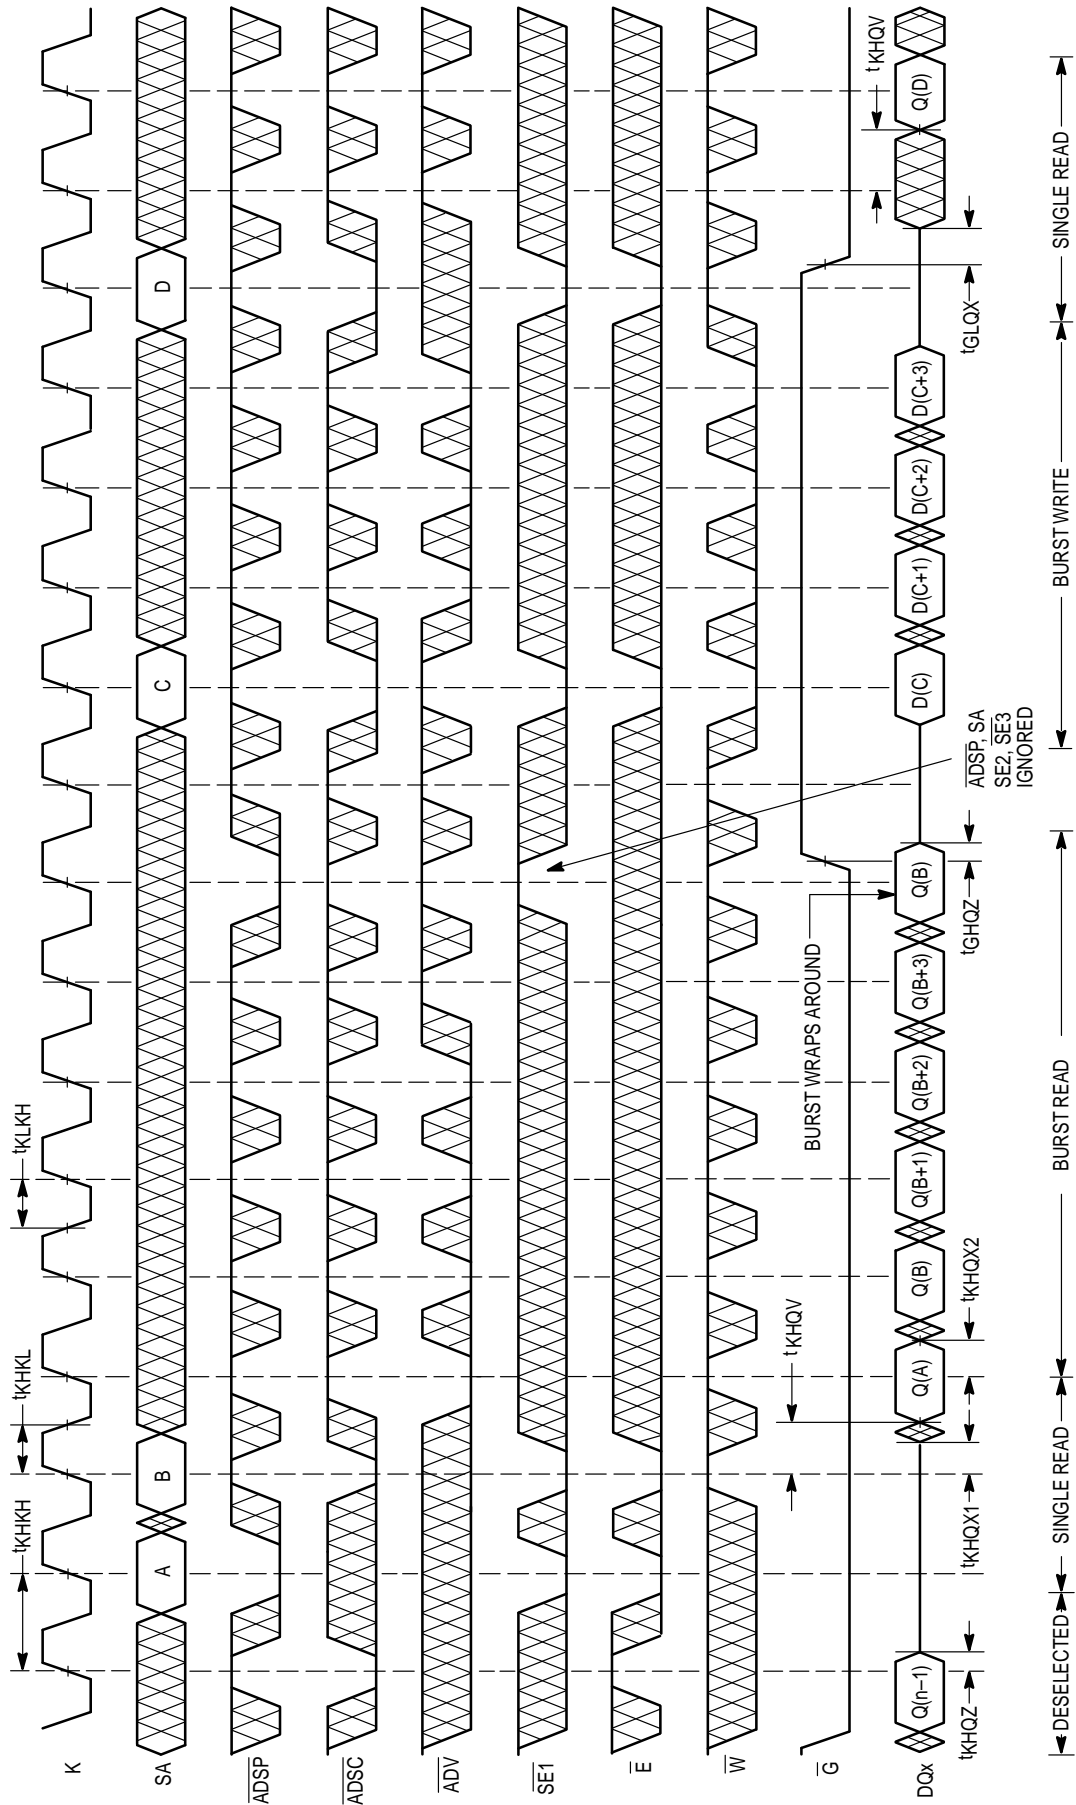 tKHKH
tKHKL
tKLKH
K
SA
A
B
C
D
ADSP
ADSC
ADV
SE1
E
W
G
ADSP, SA
SE2, SE3
IGNORED
BURST WRAPS AROUND
tKHQV
tKHQV
DQx
Q(n–1)
Q(A)
Q(B)
Q(B+1)
Q(B+2)
Q(B+3)
Q(B)
D(C)
D(C+1)
D(C+2)
D(C+3)
Q(D)
tKHQZ
tKHQX1
tKHQX2
tGHQZ
tGLQX
DESELECTED
SINGLE READ
BURST READ
BURST WRITE
SINGLE READ